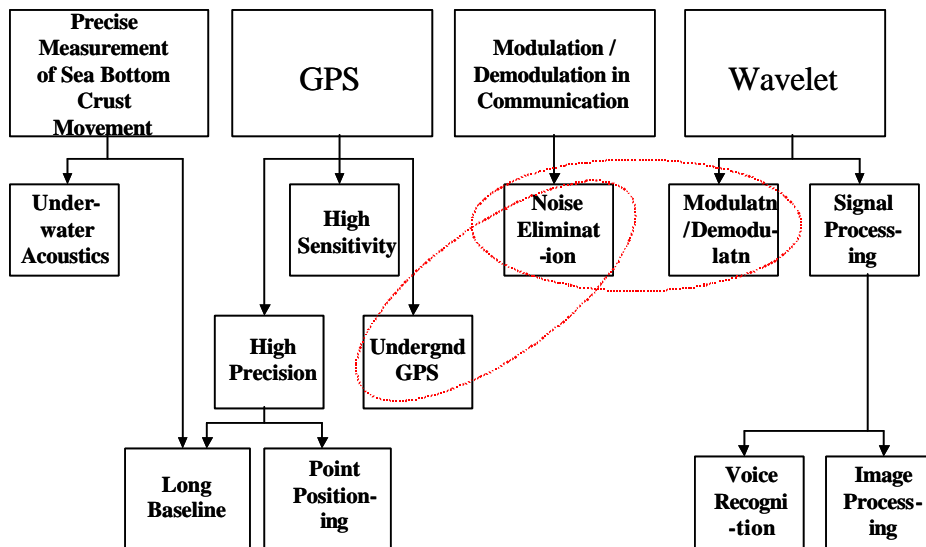 Precise
Measurement
of Sea Bottom
Crust
Movement
GPS
Modulation /
Demodulation in
Communication
Wavelet
Under-
water
Acoustics
High
Sensitivity
Noise
Eliminat
-ion
Modulatn
/Demodu-
latn
Signal
Process-
ing
High
Precision
Undergnd
GPS
Long
Baseline
Point
Position-
ing
Voice
Recogni
-tion
Image
Process-
ing